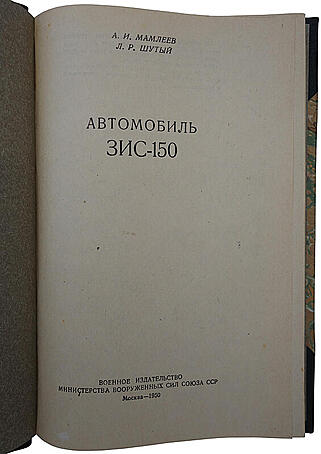 А. И. МАМЛЕЕВ
Л. Р. ШУТЫЙ
АВТОМОБИЛЬ
ЗИС-150
ВОЕННОЕ ИЗДАТЕЛЬСТВО
МИНИСТЕРСТВА ВООРУЖЕННЫХ СИЛ СОЮЗА ССР
Москва—1950